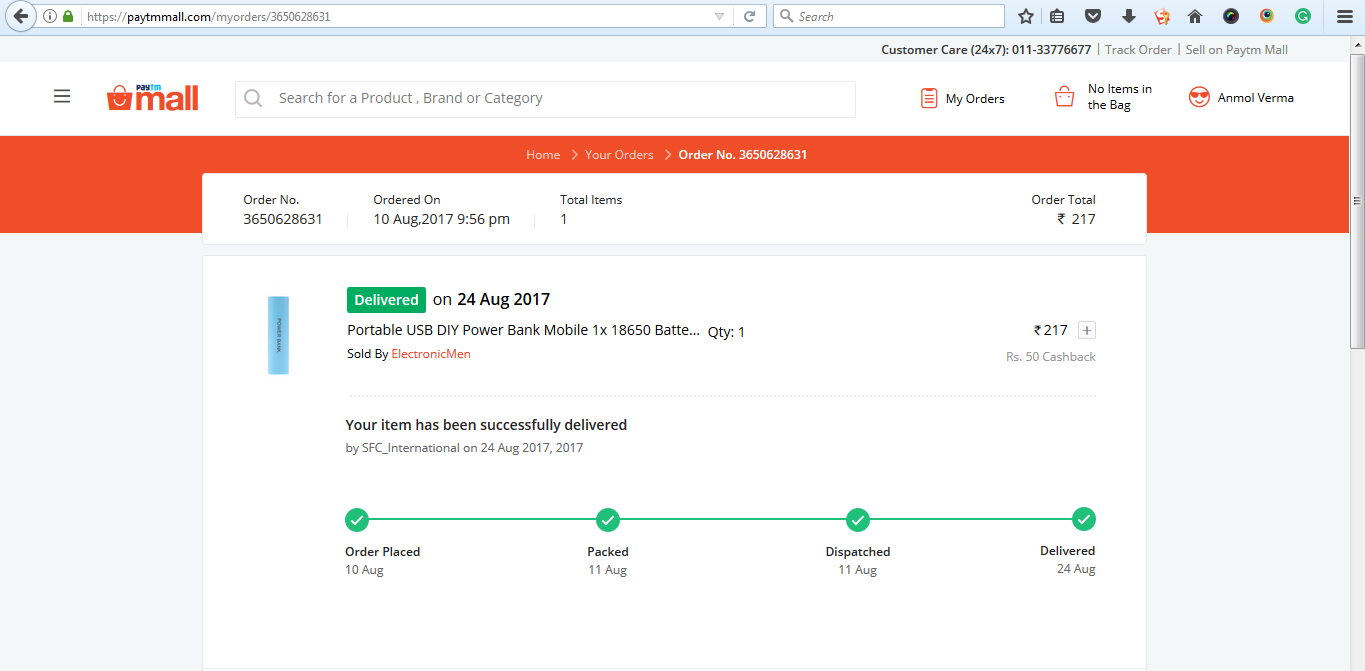 https://paytmmall.com/myorders/3650628631
Search
Customer Care (24x7): 011-33776677 | Track Order | Sell on Paytm Mall
paytm
mall
Search for a Product , Brand or Category
My Orders
No Items in
the Bag
Anmol Verma
Home > Your Orders > Order No. 3650628631
Order No. Ordered On Total Items Order Total
3650628631 10 Aug,2017 9:56 pm 1 ₹ 217
Delivered on 24 Aug 2017
POWER BANK
Portable USB DIY Power Bank Mobile 1x 18650 Batte... Qty: 1 ₹ 217 +
Sold By ElectronicMen
Rs. 50 Cashback
Your item has been successfully delivered
by SFC_International on 24 Aug 2017, 2017
Order Placed Packed Dispatched Delivered
10 Aug 11 Aug 11 Aug 24 Aug